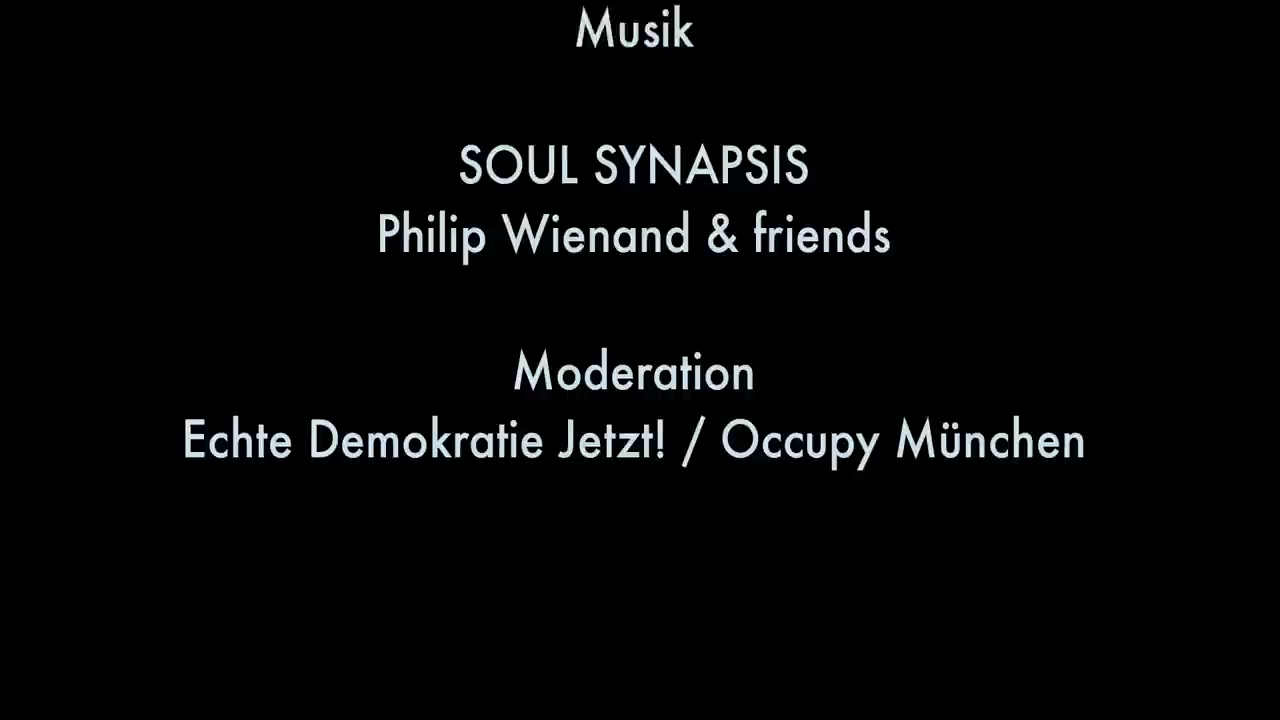 Musik
SOUL SYNAPSIS
Philip Wienand & friends
Moderation
Echte Demokratie Jetzt! / Occupy München